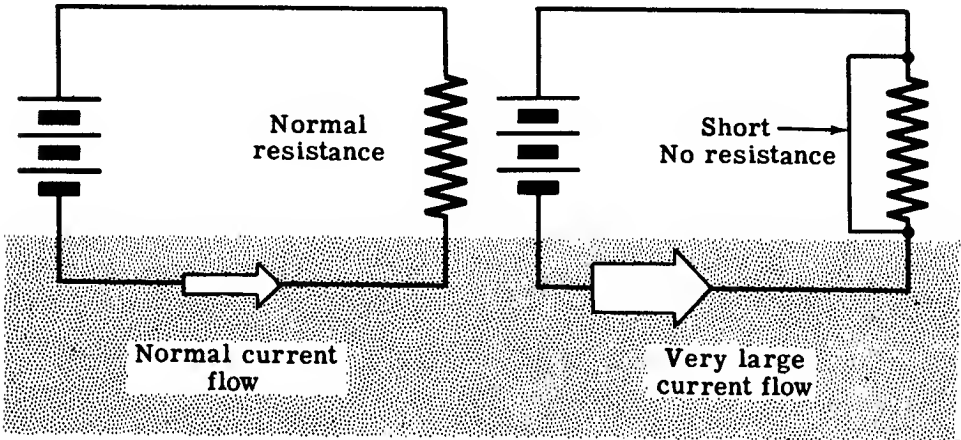 Normal
resistance
Short
No resistance
Normal current
flow
Very large
current flow